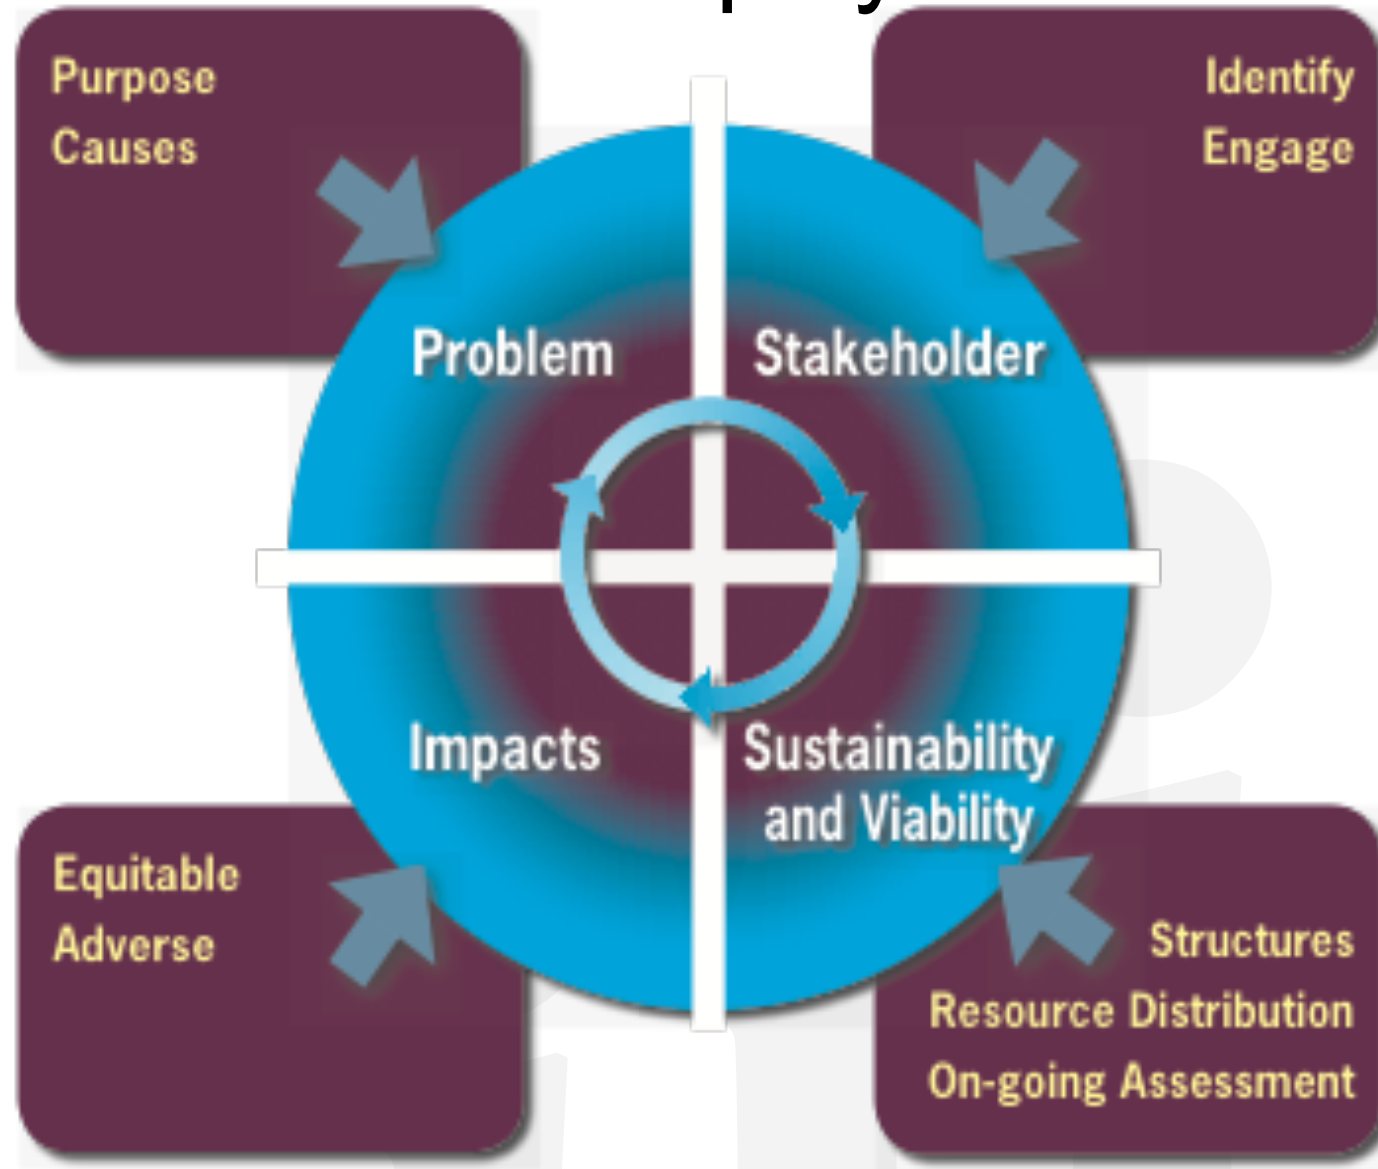 Purpose
Causes
Identify
Engage
Problem
Stakeholder
Impacts
Sustainability
and Viability
Equitable
Adverse
Structures
Resource Distribution
On-going Assessment